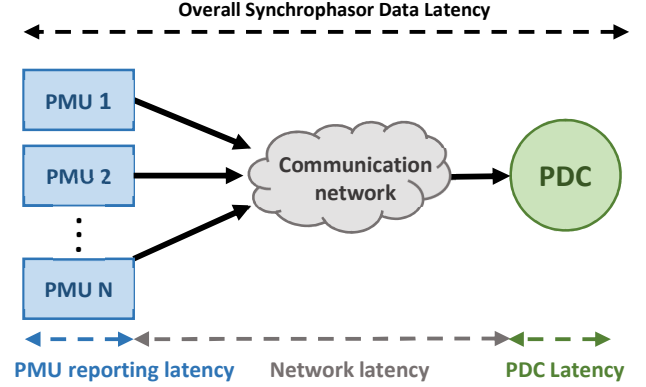 Overall Synchrophasor Data Latency
PMU 1
PMU 2
PMU N
Communication
network
PDC
PMU reporting latency
Network latency
PDC Latency